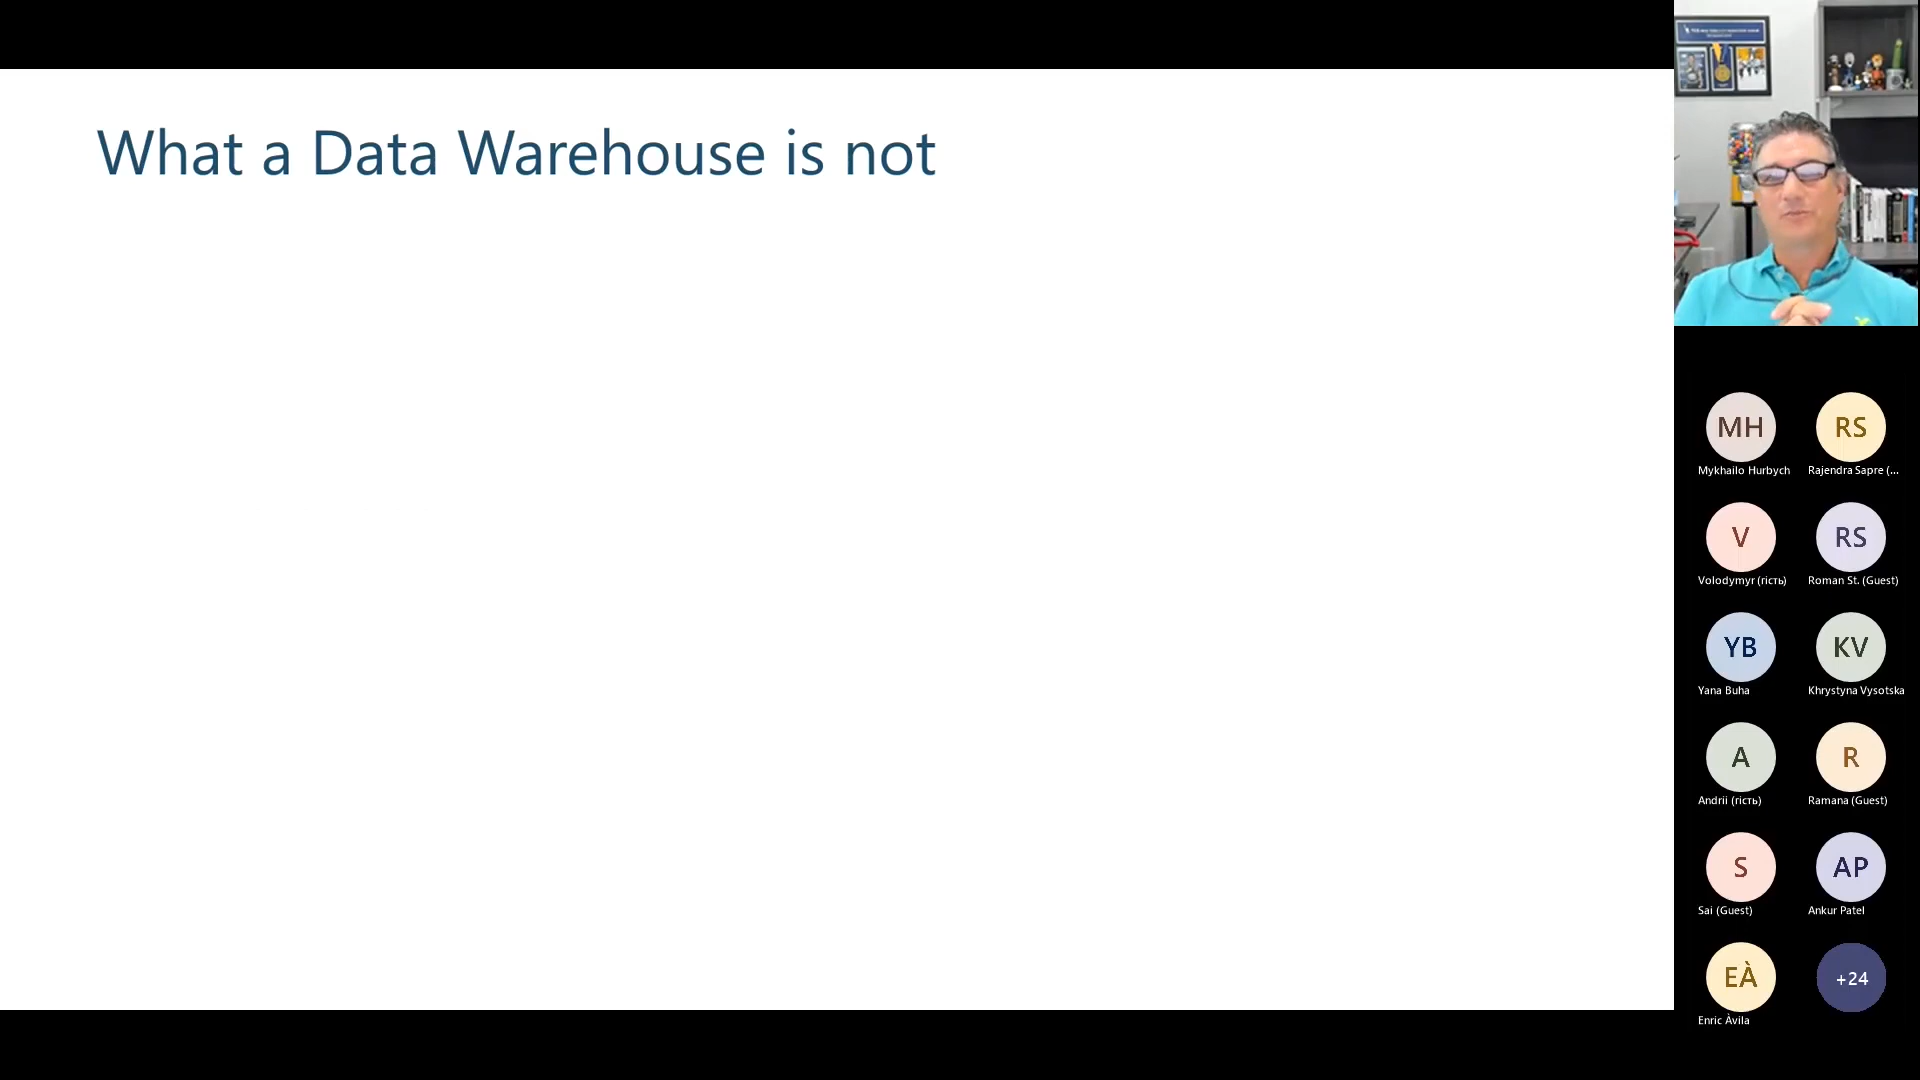 What a Data Warehouse is not
MH
RS
Mykhailo Hurbych
Rajendra Sapre (...
V
RS
Volodymyr (гість)
Roman St. (Guest)
YB
KV
Yana Buha
Khrystyna Vysotska
A
R
Andrii (гість)
Ramana (Guest)
S
AP
Sai (Guest)
Ankur Patel
EÀ
+24
Enric Àvila